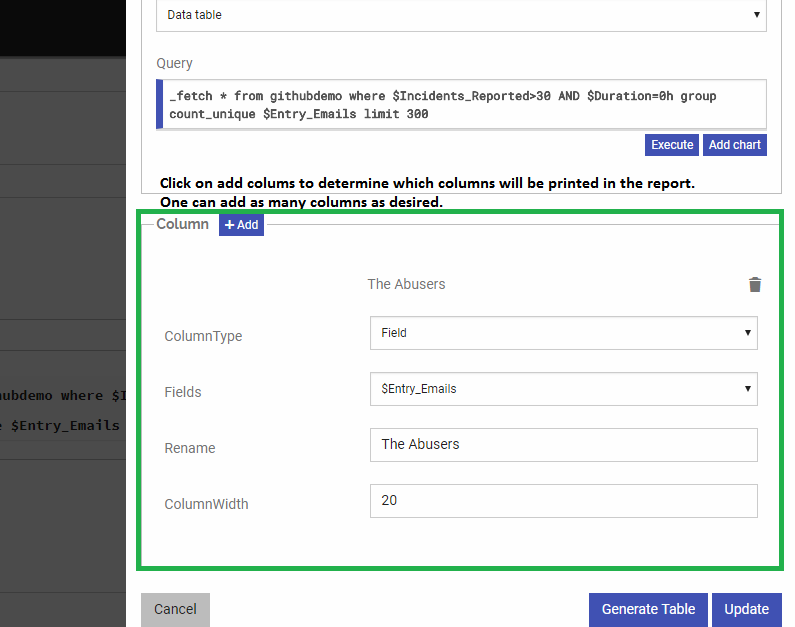 Data table
Query
_fetch * from githubdemo where $Incidents_Reported>30 AND $Duration=0h group
count_unique $Entry_Emails limit 300
Execute Add chart
Click on add colums to determine which columns will be printed in the report.
One can add as many columns as desired.
Column + Add
The Abusers
ColumnType Field
Fields $Entry_Emails
hubdemo where $I
$Entry_Emails
Rename The Abusers
ColumnWidth 20
Cancel Generate Table Update